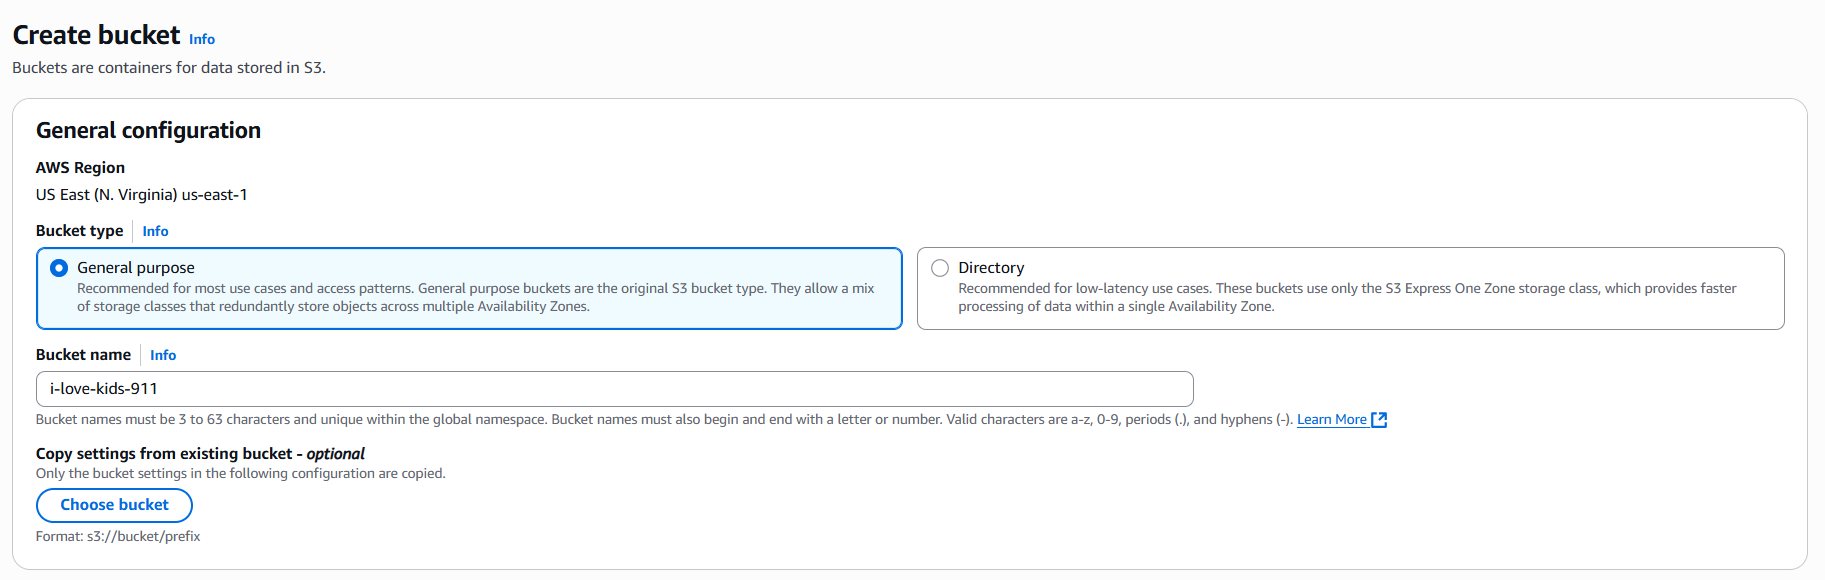 Create bucket Info
Buckets are containers for data stored in S3.
General configuration
AWS Region
US East (N. Virginia) us-east-1
Bucket type Info
General purpose
Recommended for most use cases and access patterns. General purpose buckets are the original S3 bucket type. They allow a mix
of storage classes that redundantly store objects across multiple Availability Zones.
Directory
Recommended for low-latency use cases. These buckets use only the S3 Express One Zone storage class, which provides faster
processing of data within a single Availability Zone.
Bucket name Info
i-love-kids-911
Bucket names must be 3 to 63 characters and unique within the global namespace. Bucket names must also begin and end with a letter or number. Valid characters are a-z, 0-9, periods (.), and hyphens (-). Learn More
Copy settings from existing bucket - optional
Only the bucket settings in the following configuration are copied.
Choose bucket
Format: s3://bucket/prefix